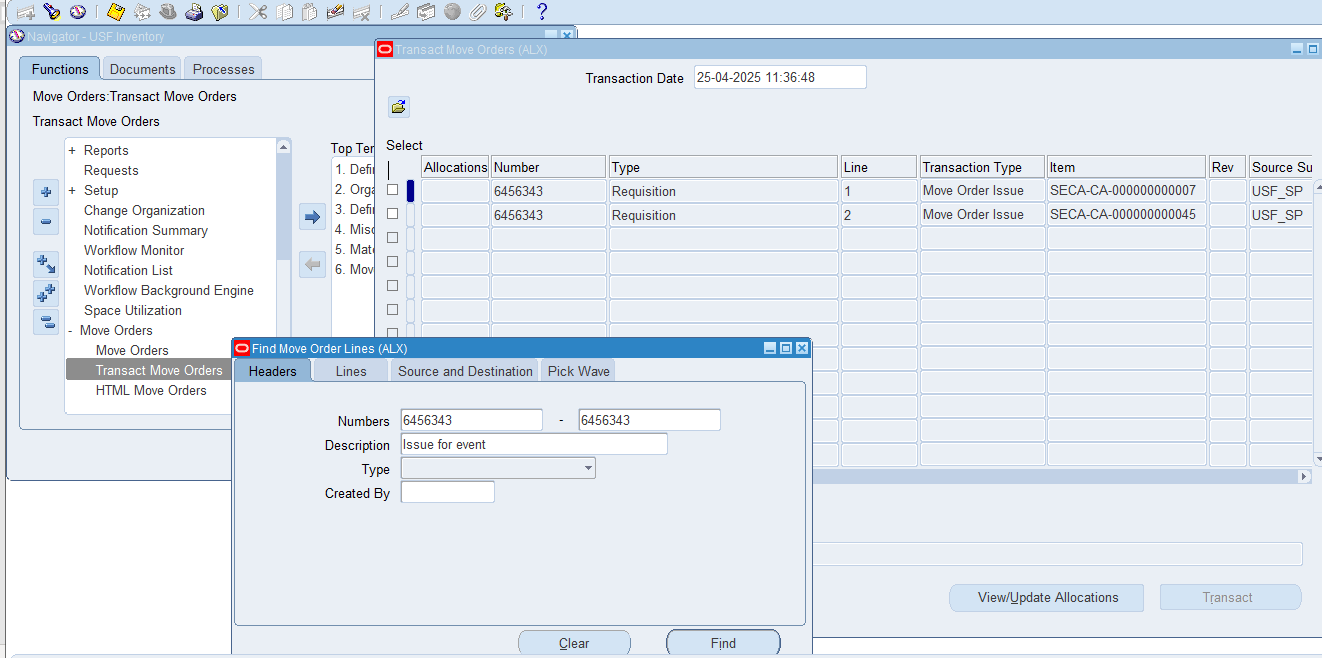 Navigator - USF.Inventory
Functions Documents Processes
Move Orders:Transact Move Orders
Transact Move Orders
+ Reports
Requests
+ Setup
Change Organization
Notification Summary
Workflow Monitor
Notification List
Workflow Background Engine
Space Utilization
- Move Orders
Move Orders
Transact Move Orders
HTML Move Orders
Top Ten
1. Defin
2. Orga
3. Defin
4. Misc
5. Mate
6. Mov
Transact Move Orders (ALX)
Transaction Date 25-04-2025 11:36:48
Select
Allocations Number Type Line Transaction Type Item Rev Source Su
6456343 Requisition 1 Move Order Issue SECA-CA-000000000007 USF_SP
6456343 Requisition 2 Move Order Issue SECA-CA-000000000045 USF_SP
View/Update Allocations Transact
Find Move Order Lines (ALX)
Headers Lines Source and Destination Pick Wave
Numbers 6456343 - 6456343
Description Issue for event
Type
Created By
Clear Find